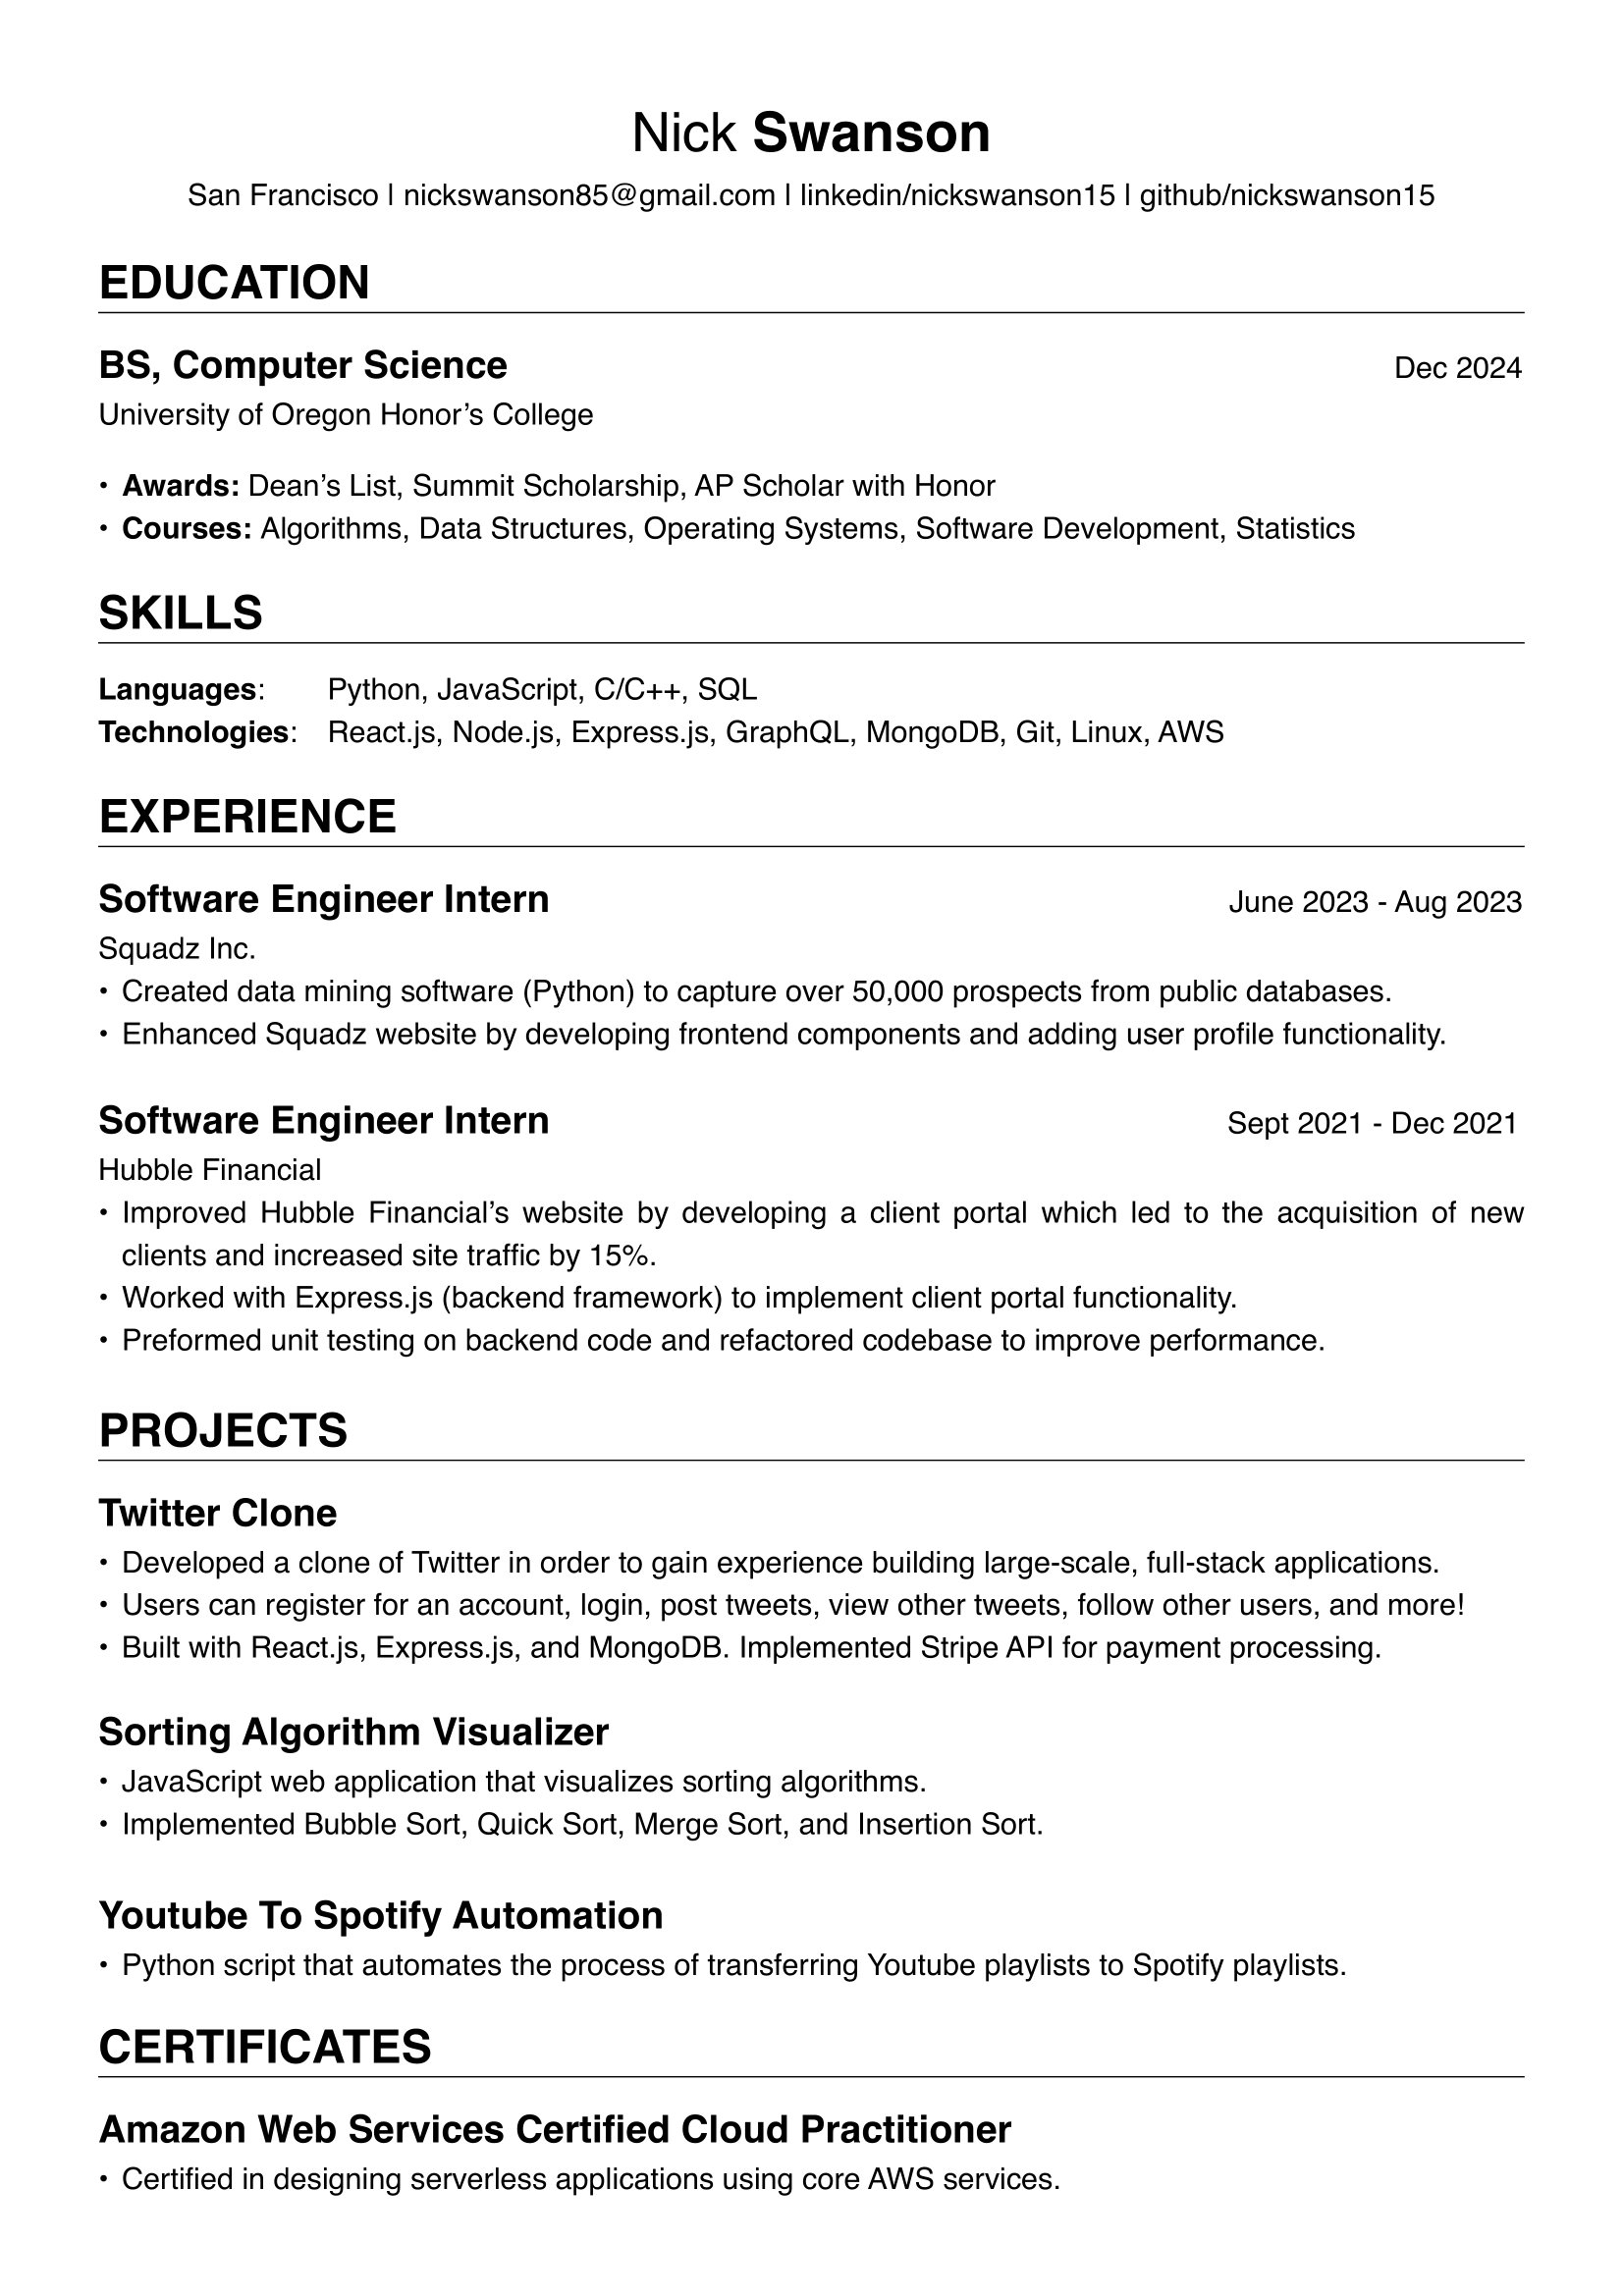 Nick Swanson
San Francisco | nickswanson85@gmail.com | linkedin/nickswanson15 | github/nickswanson15
EDUCATION
BS, Computer Science Dec 2024
University of Oregon Honor’s College
• Awards: Dean’s List, Summit Scholarship, AP Scholar with Honor
• Courses: Algorithms, Data Structures, Operating Systems, Software Development, Statistics
SKILLS
Languages: Python, JavaScript, C/C++, SQL
Technologies: React.js, Node.js, Express.js, GraphQL, MongoDB, Git, Linux, AWS
EXPERIENCE
Software Engineer Intern June 2023 - Aug 2023
Squadz Inc.
• Created data mining software (Python) to capture over 50,000 prospects from public databases.
• Enhanced Squadz website by developing frontend components and adding user profile functionality.
Software Engineer Intern Sept 2021 - Dec 2021
Hubble Financial
• Improved Hubble Financial’s website by developing a client portal which led to the acquisition of new
clients and increased site traffic by 15%.
• Worked with Express.js (backend framework) to implement client portal functionality.
• Preformed unit testing on backend code and refactored codebase to improve performance.
PROJECTS
Twitter Clone
• Developed a clone of Twitter in order to gain experience building large-scale, full-stack applications.
• Users can register for an account, login, post tweets, view other tweets, follow other users, and more!
• Built with React.js, Express.js, and MongoDB. Implemented Stripe API for payment processing.
Sorting Algorithm Visualizer
• JavaScript web application that visualizes sorting algorithms.
• Implemented Bubble Sort, Quick Sort, Merge Sort, and Insertion Sort.
Youtube To Spotify Automation
• Python script that automates the process of transferring Youtube playlists to Spotify playlists.
CERTIFICATES
Amazon Web Services Certified Cloud Practitioner
• Certified in designing serverless applications using core AWS services.